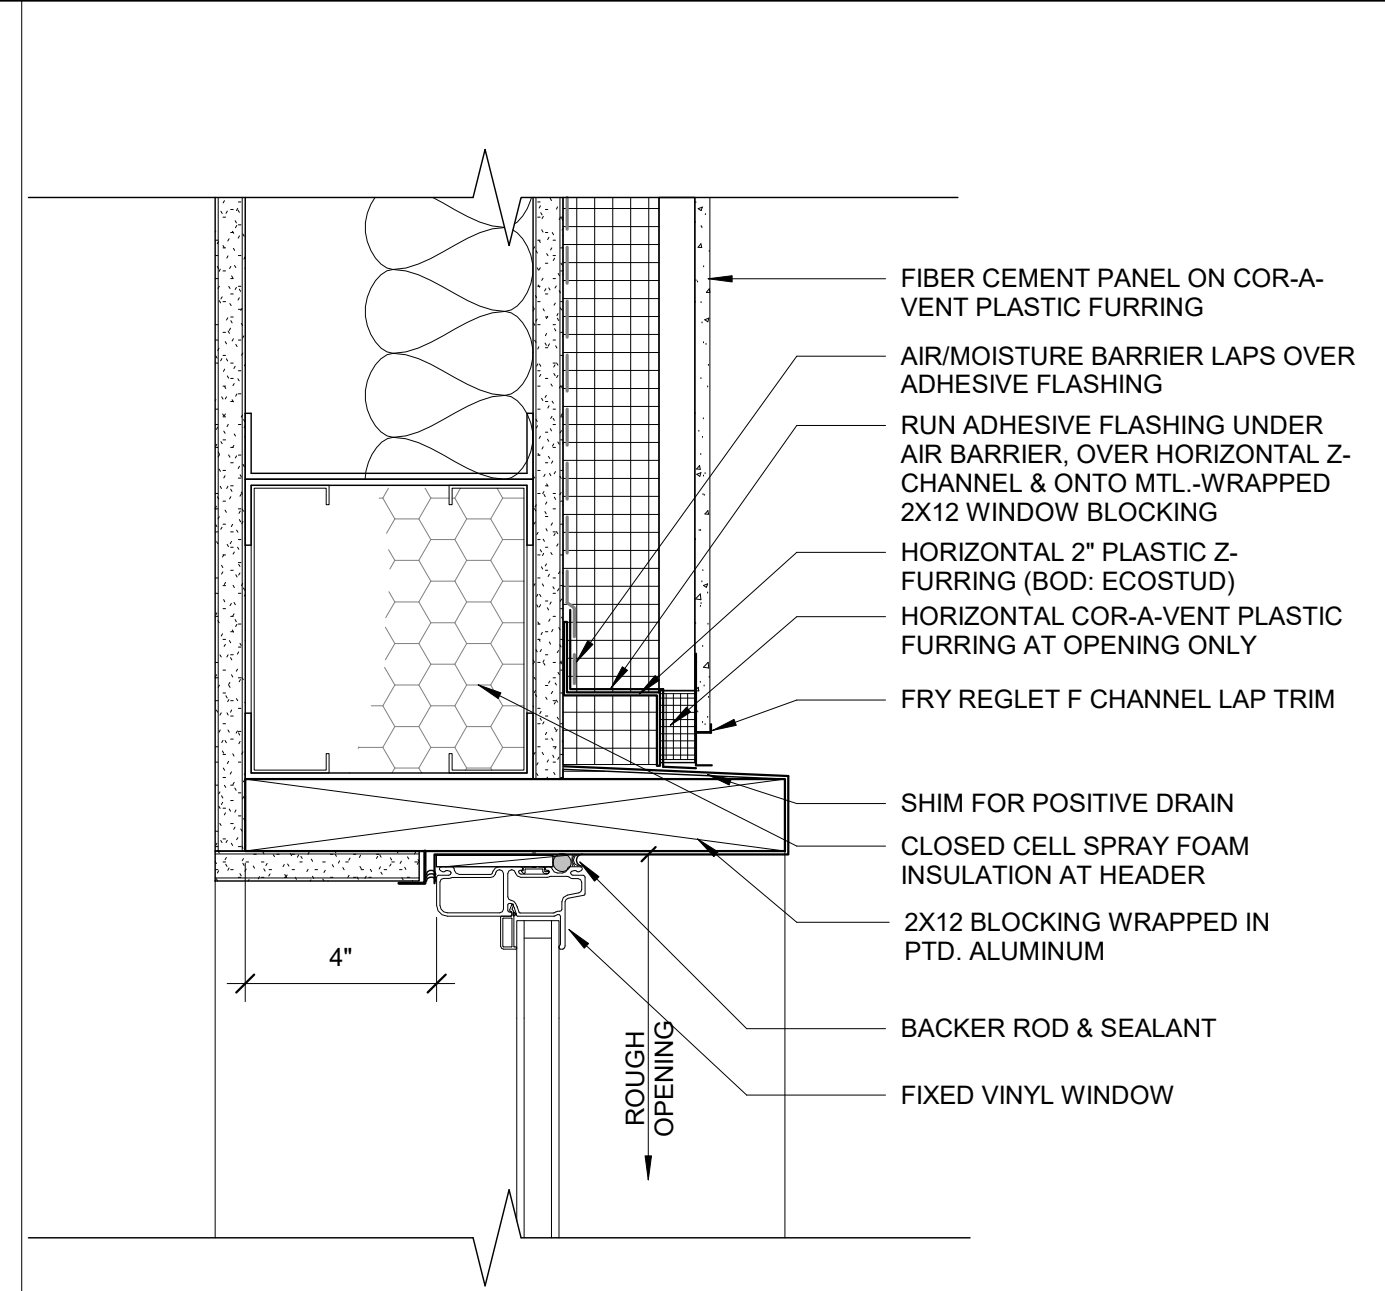 FIBER CEMENT PANEL ON COR-A-
VENT PLASTIC FURRING
AIR/MOISTURE BARRIER LAPS OVER
ADHESIVE FLASHING
RUN ADHESIVE FLASHING UNDER
AIR BARRIER, OVER HORIZONTAL Z-
CHANNEL & ONTO MTL.-WRAPPED
2X12 WINDOW BLOCKING
HORIZONTAL 2" PLASTIC Z-
FURRING (BOD: ECOSTUD)
HORIZONTAL COR-A-VENT PLASTIC
FURRING AT OPENING ONLY
FRY REGLET F CHANNEL LAP TRIM
SHIM FOR POSITIVE DRAIN
CLOSED CELL SPRAY FOAM
INSULATION AT HEADER
2X12 BLOCKING WRAPPED IN
PTD. ALUMINUM
BACKER ROD & SEALANT
FIXED VINYL WINDOW
4"
ROUGH
OPENING